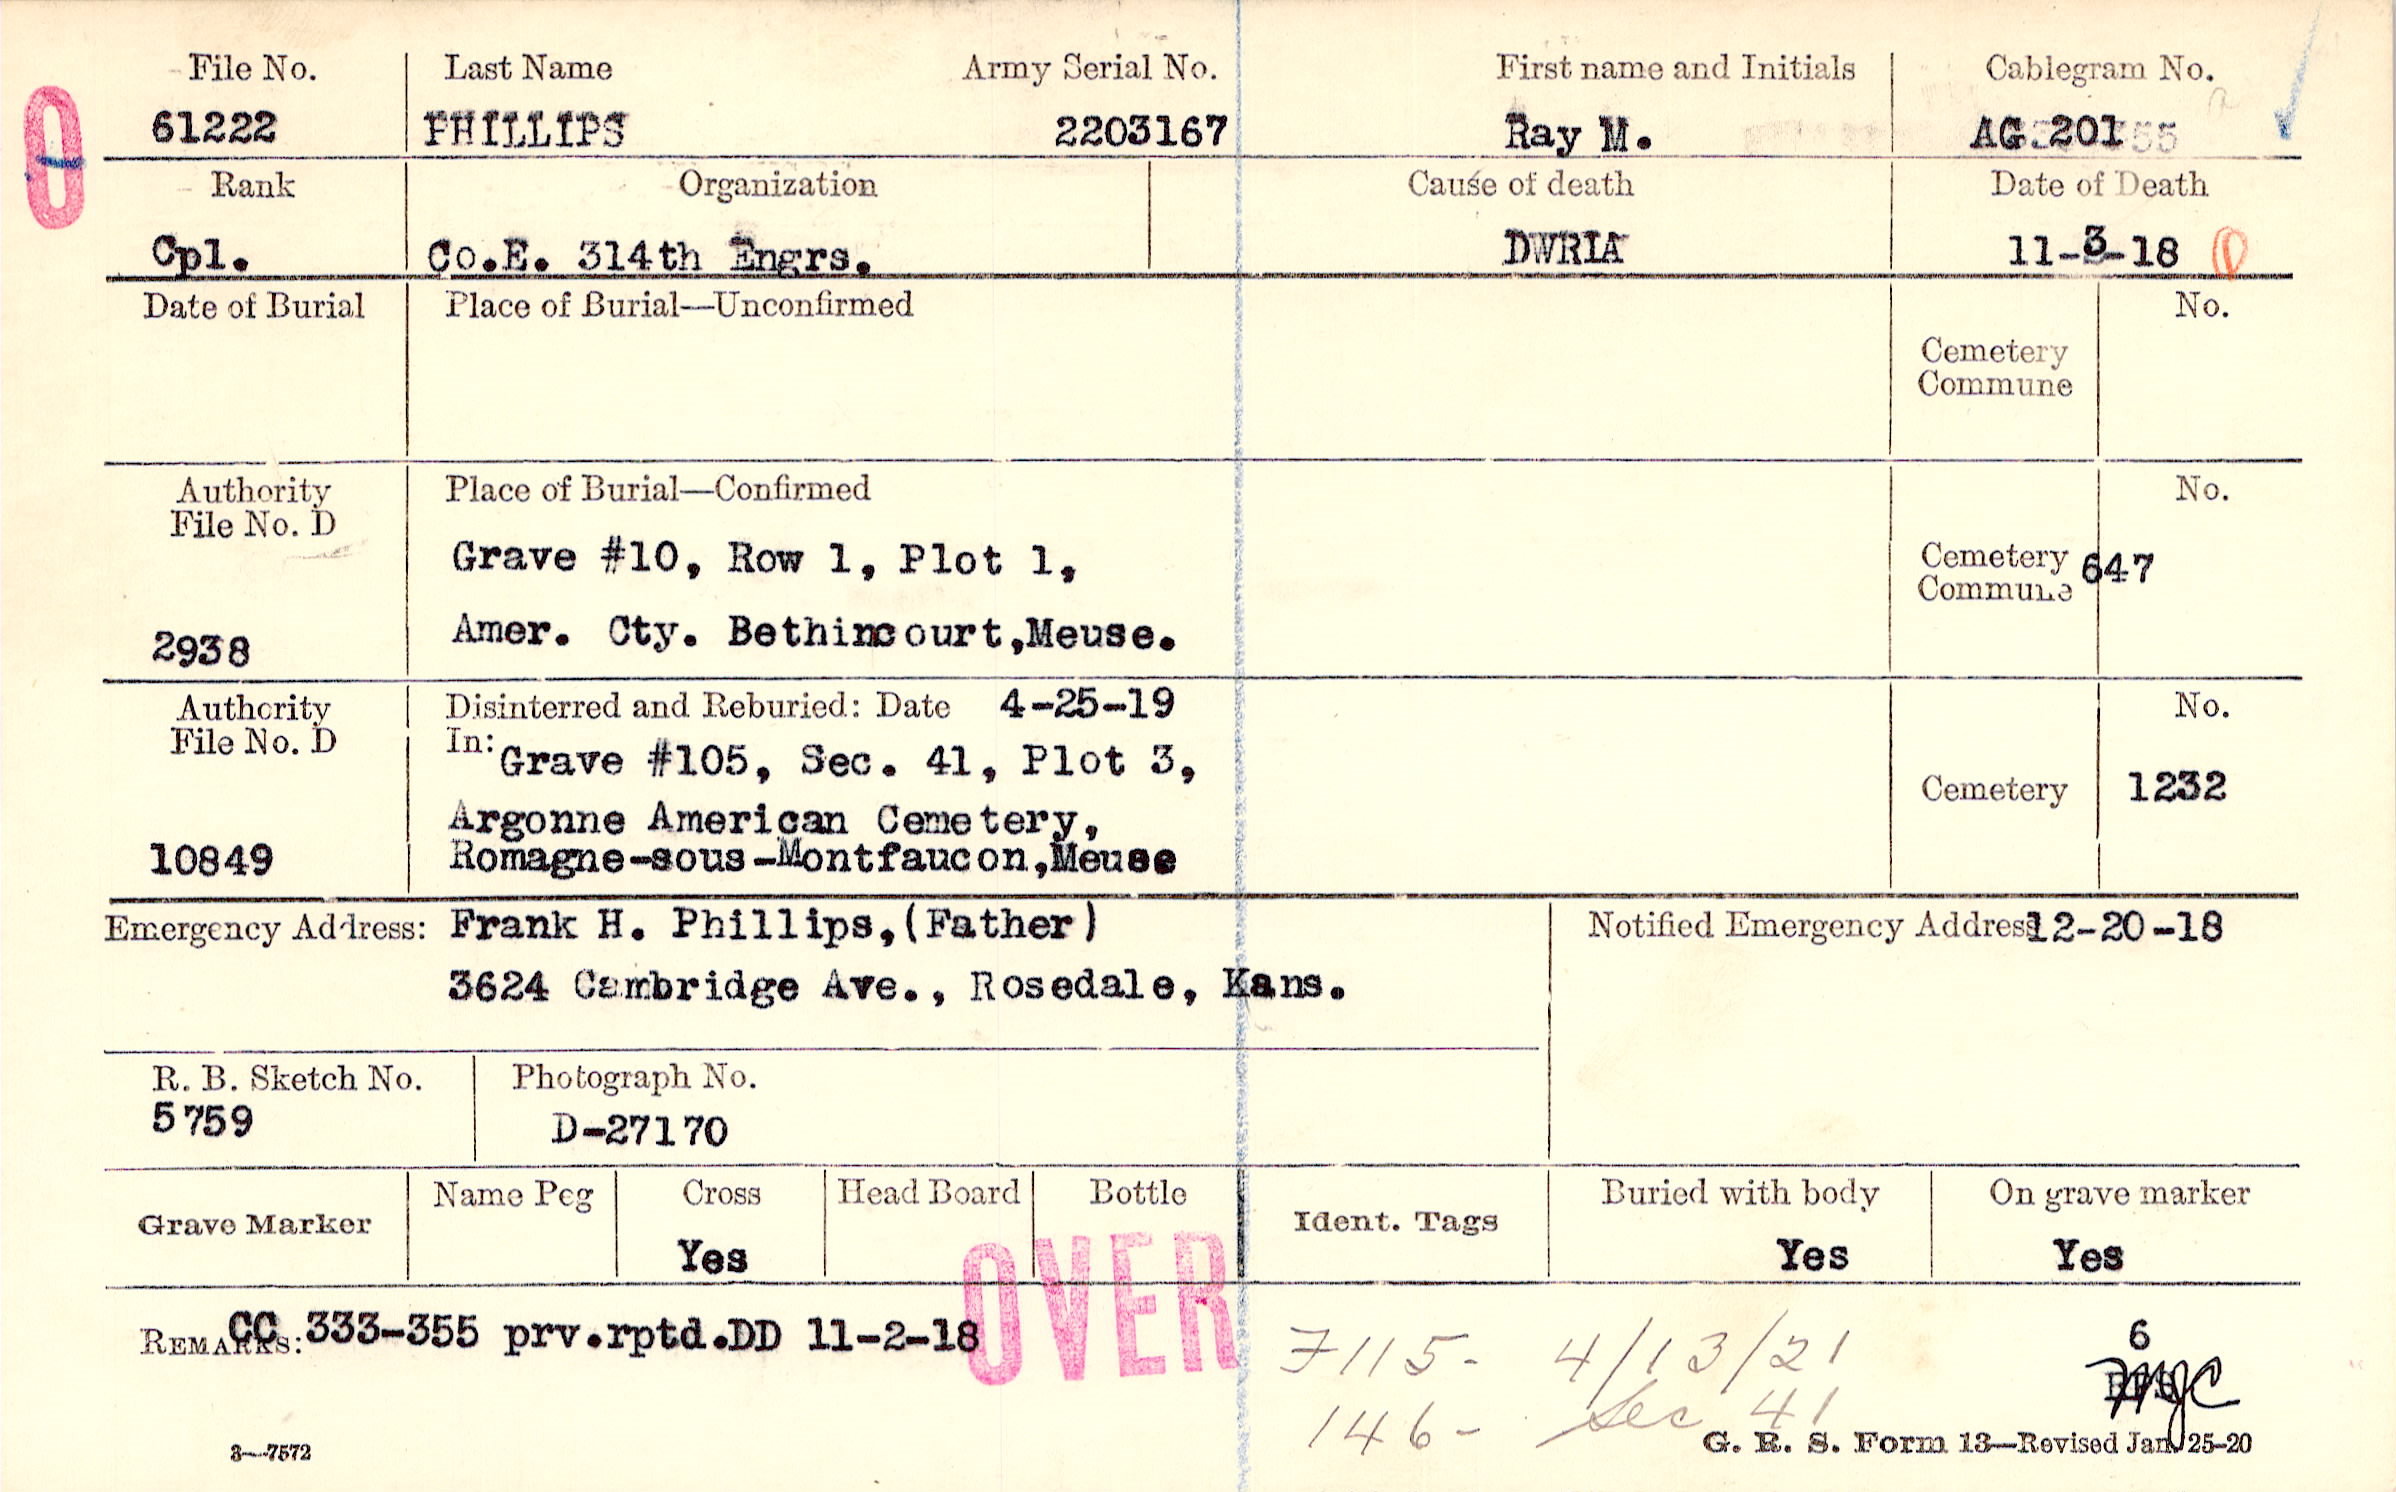 File No. Last Name Army Serial No. First name and Initials Cablegram No.
0
61222 PHILLIPS 2203167 Ray M. AG 201
Rank Organization Cause of death Date of Death
Cpl. Co.E. 314th Engrs. DWRIA 11-3-18
Date of Burial Place of Burial—Unconfirmed No.
Cemetery
Commune
Authority Place of Burial—Confirmed No.
File No. D
Grave #10, Row 1, Plot 1,
Cemetery 647
Commune
Amer. Cty. Bethincourt,Meuse.
2938
Authority Disinterred and Reburied: Date 4-25-19 No.
File No. D In: Grave #105, Sec. 41, Plot 3,
Cemetery 1232
Argonne American Cemetery,
10849 Romagne-sous-Montfaucon,Meuse
Emergency Address: Frank H. Phillips,(Father) Notified Emergency Address 12-20-18
3624 Cambridge Ave., Rosedale, Kans.
R. B. Sketch No. Photograph No.
5759 D-27170
Grave Marker Name Peg Cross Head Board Bottle Ident. Tags Buried with body On grave marker
Yes Yes Yes
OVER
REMARKS: CC 333-355 prv.rptd.DD 11-2-18
7115- 4/13/21 6
146- Sec 41
3—7572 G. R. S. Form 13—Revised Jan. 25-20